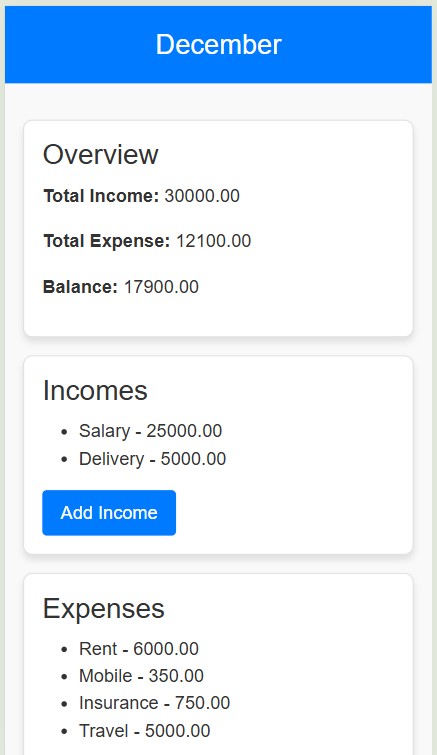 December
Overview
Total Income: 30000.00
Total Expense: 12100.00
Balance: 17900.00
Incomes
• Salary - 25000.00
• Delivery - 5000.00
Add Income
Expenses
• Rent - 6000.00
• Mobile - 350.00
• Insurance - 750.00
• Travel - 5000.00